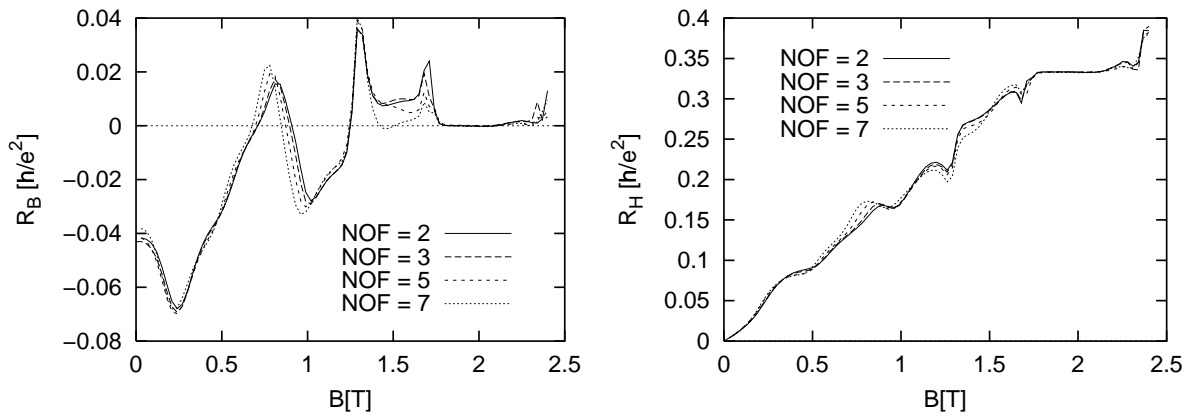 0.04
0.02
0
−0.02
−0.04
−0.06
−0.08
R_B [h/e²]
NOF = 2
NOF = 3
NOF = 5
NOF = 7
0 0.5 1 1.5 2 2.5
B[T]
0.4
0.35
0.3
0.25
0.2
0.15
0.1
0.05
0
R_H [h/e²]
NOF = 2
NOF = 3
NOF = 5
NOF = 7
0 0.5 1 1.5 2 2.5
B[T]